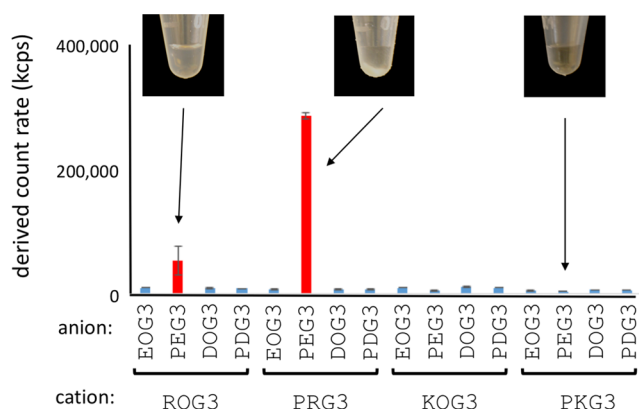 derived count rate (kcps)
400,000
200,000
0
anion:
EOG3 PEG3 DOG3 PDG3 EOG3 PEG3 DOG3 PDG3 EOG3 PEG3 DOG3 PDG3 EOG3 PEG3 DOG3 PDG3
cation: ROG3 PRG3 KOG3 PKG3